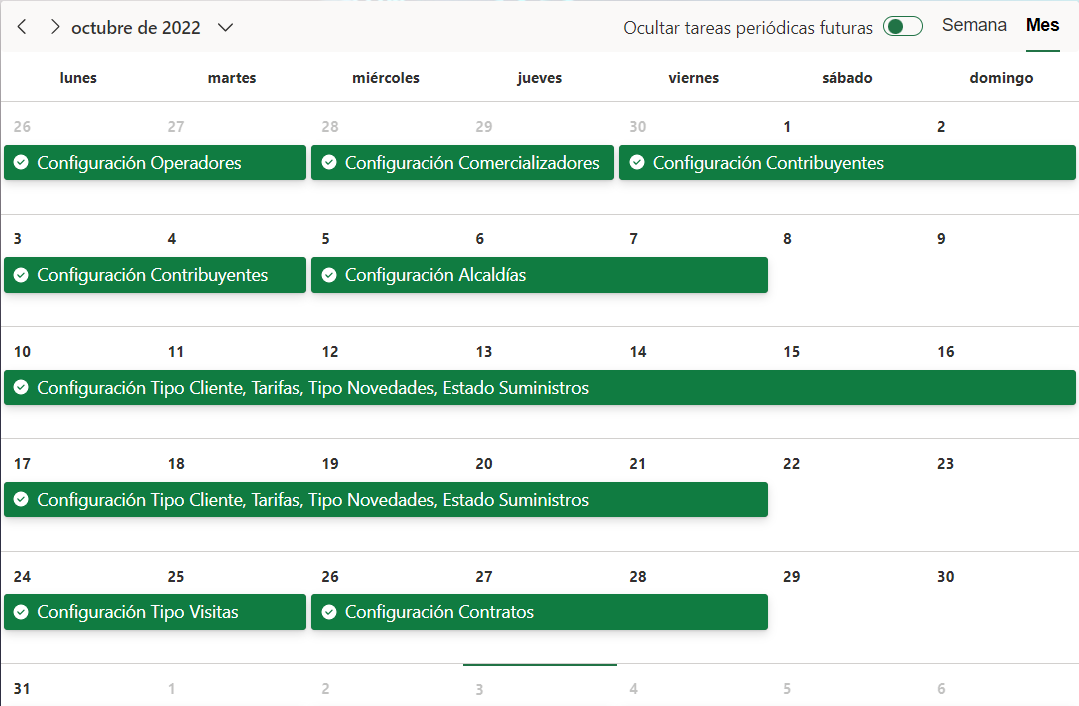 octubre de 2022 Ocultar tareas periódicas futuras Semana Mes
lunes martes miércoles jueves viernes sábado domingo
26 27 28 29 30 1 2
Configuración Operadores Configuración Comercializadores Configuración Contribuyentes
3 4 5 6 7 8 9
Configuración Contribuyentes Configuración Alcaldías
10 11 12 13 14 15 16
Configuración Tipo Cliente, Tarifas, Tipo Novedades, Estado Suministros
17 18 19 20 21 22 23
Configuración Tipo Cliente, Tarifas, Tipo Novedades, Estado Suministros
24 25 26 27 28 29 30
Configuración Tipo Visitas Configuración Contratos
31 1 2 3 4 5 6